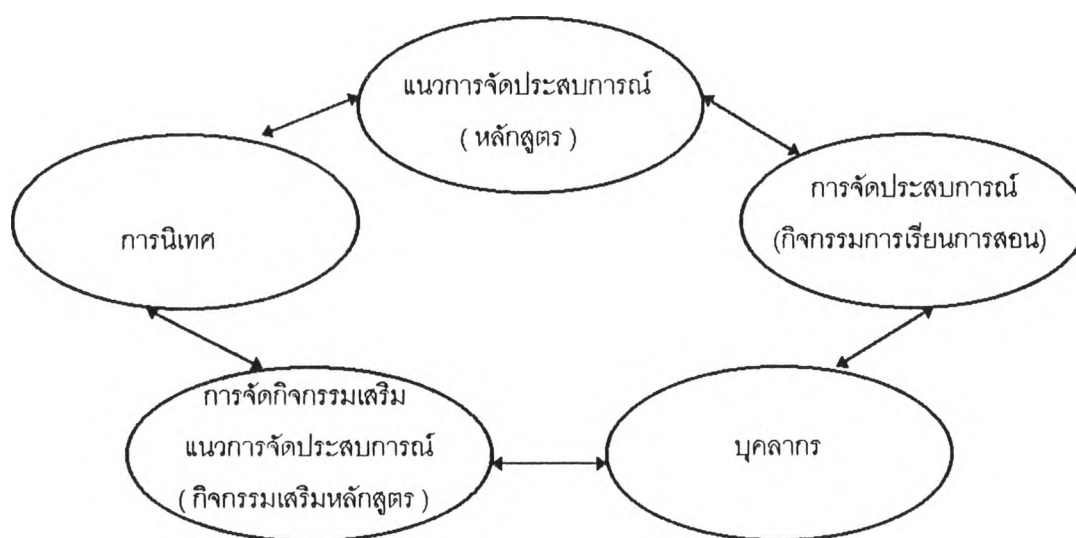 แนวการจัดประสบการณ์
( หลักสูตร )
การจัดประสบการณ์
(กิจกรรมการเรียนการสอน)
การนิเทศ
การจัดกิจกรรมเสริม
แนวการจัดประสบการณ์
( กิจกรรมเสริมหลักสูตร )
บุคลากร